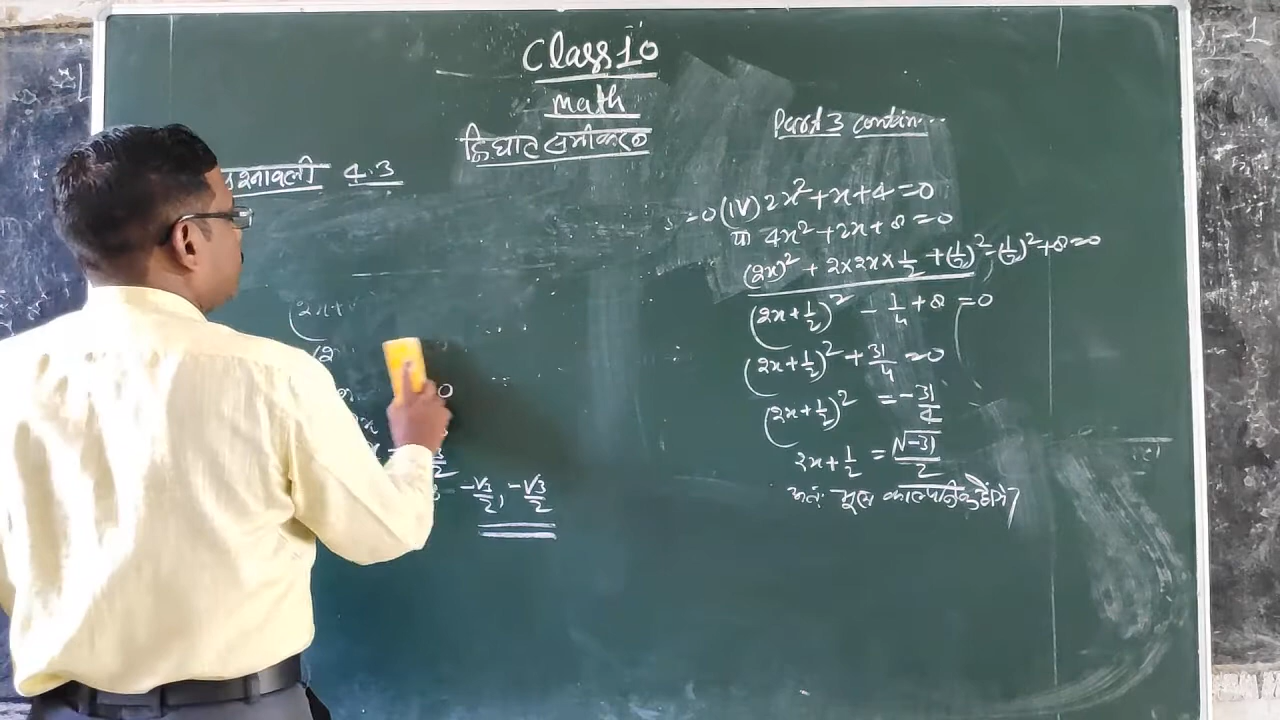 Class 10
math
द्विघात समीकरण
Part 3 contin...
श्नावली 4.3
=0 (IV) 2x² + x + 4 = 0
या 4x² + 2x + 8 = 0
(2x)² + 2×2x×1/2 + (1/2)² - (1/2)² + 8 = 0
(2x + 1/2)² - 1/4 + 8 = 0
(2x + 1/2)² + 31/4 = 0
(2x + 1/2)² = -31/4
2x + 1/2 = √-31/2
अतः मूल काल्पनिक होंगे।
(2x+
(2
0
-√3/2, -√3/2